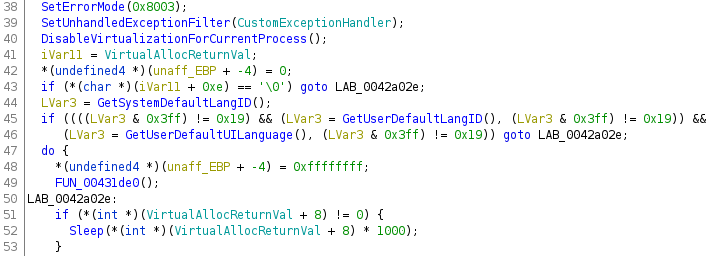 38 SetErrorMode(0x8003);
39 SetUnhandledExceptionFilter(CustomExceptionHandler);
40 DisableVirtualizationForCurrentProcess();
41 iVar11 = VirtualAllocReturnVal;
42 *(undefined4 *)(unaff_EBP + -4) = 0;
43 if (*(char *)(iVar11 + 0xe) == '\0') goto LAB_0042a02e;
44 LVar3 = GetSystemDefaultLangID();
45 if ((((LVar3 & 0x3ff) != 0x19) && (LVar3 = GetUserDefaultLangID(), (LVar3 & 0x3ff) != 0x19)) &&
46 (LVar3 = GetUserDefaultUILanguage(), (LVar3 & 0x3ff) != 0x19)) goto LAB_0042a02e;
47 do {
48 *(undefined4 *)(unaff_EBP + -4) = 0xffffffff;
49 FUN_00431de0();
50 LAB_0042a02e:
51 if (*(int *)(VirtualAllocReturnVal + 8) != 0) {
52 Sleep(*(int *)(VirtualAllocReturnVal + 8) * 1000);
53 }